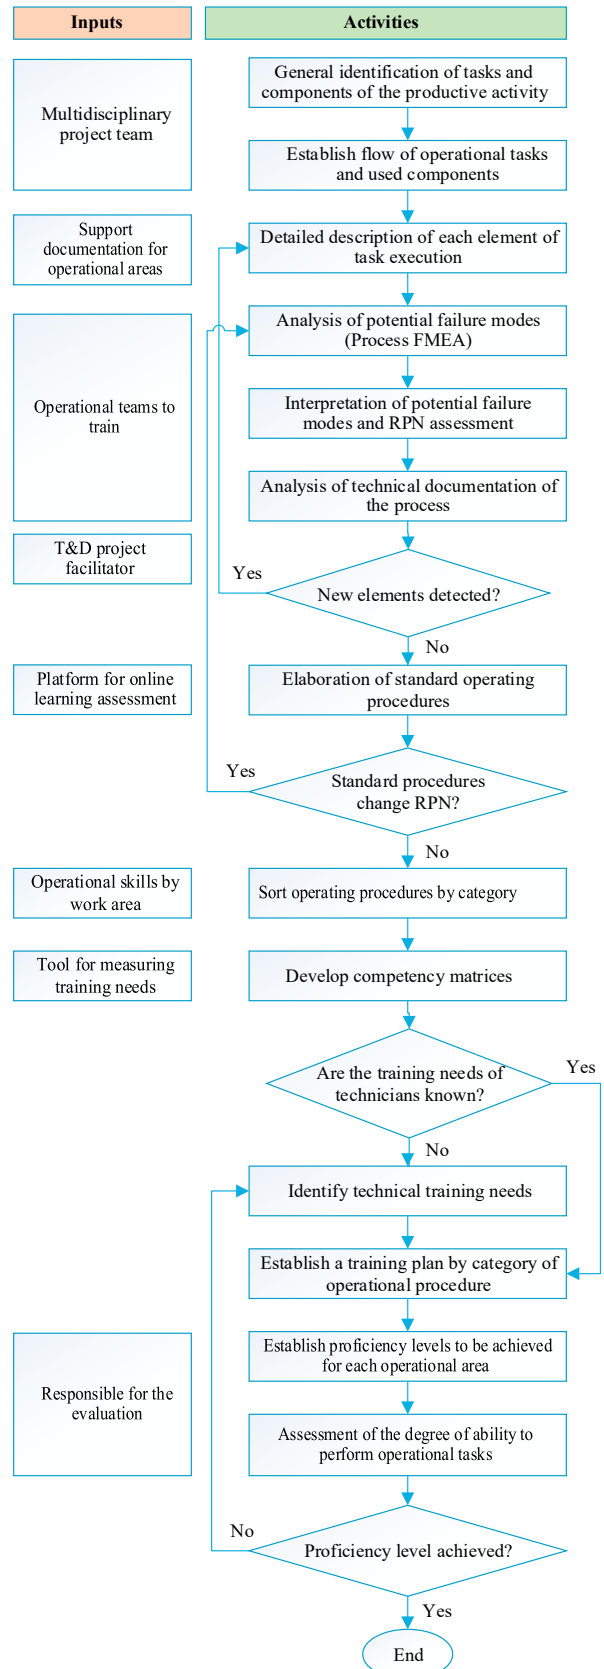 Inputs
Activities
Multidisciplinary
project team
General identification of tasks and
components of the productive activity
Establish flow of operational tasks
and used components
Support
documentation for
operational areas
Detailed description of each element of
task execution
Operational teams to
train
Analysis of potential failure modes
(Process FMEA)
Interpretation of potential failure
modes and RPN assessment
Analysis of technical documentation of
the process
T&D project
facilitator
Yes
New elements detected?
No
Platform for online
learning assessment
Elaboration of standard operating
procedures
Yes
Standard procedures
change RPN?
No
Operational skills by
work area
Sort operating procedures by category
Tool for measuring
training needs
Develop competency matrices
Are the training needs of
technicians known?
Yes
No
Identify technical training needs
Establish a training plan by category of
operational procedure
Responsible for the
evaluation
Establish proficiency levels to be achieved
for each operational area
Assessment of the degree of ability to
perform operational tasks
No
Proficiency level achieved?
Yes
End